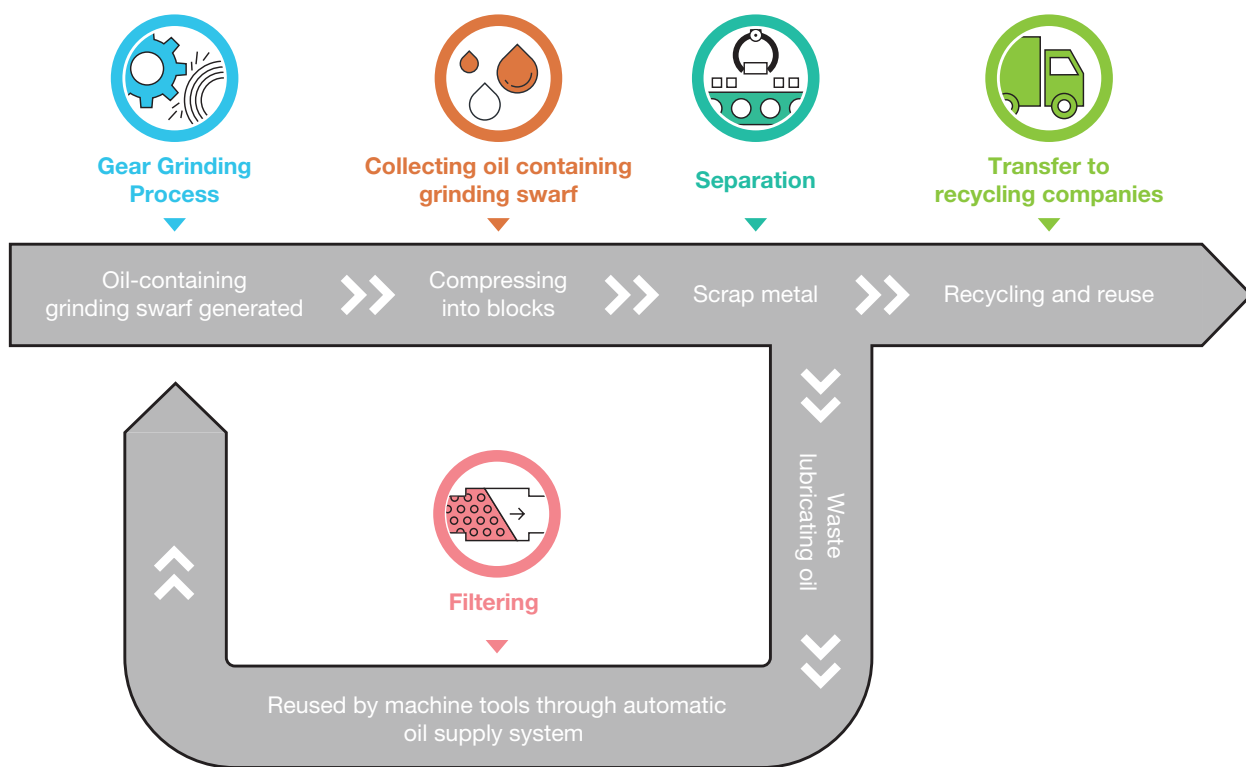 Gear Grinding
Process
Collecting oil containing
grinding swarf
Separation
Transfer to
recycling companies
Oil-containing
grinding swarf generated
Compressing
into blocks
Scrap metal
Recycling and reuse
Waste
lubricating oil
Filtering
Reused by machine tools through automatic
oil supply system